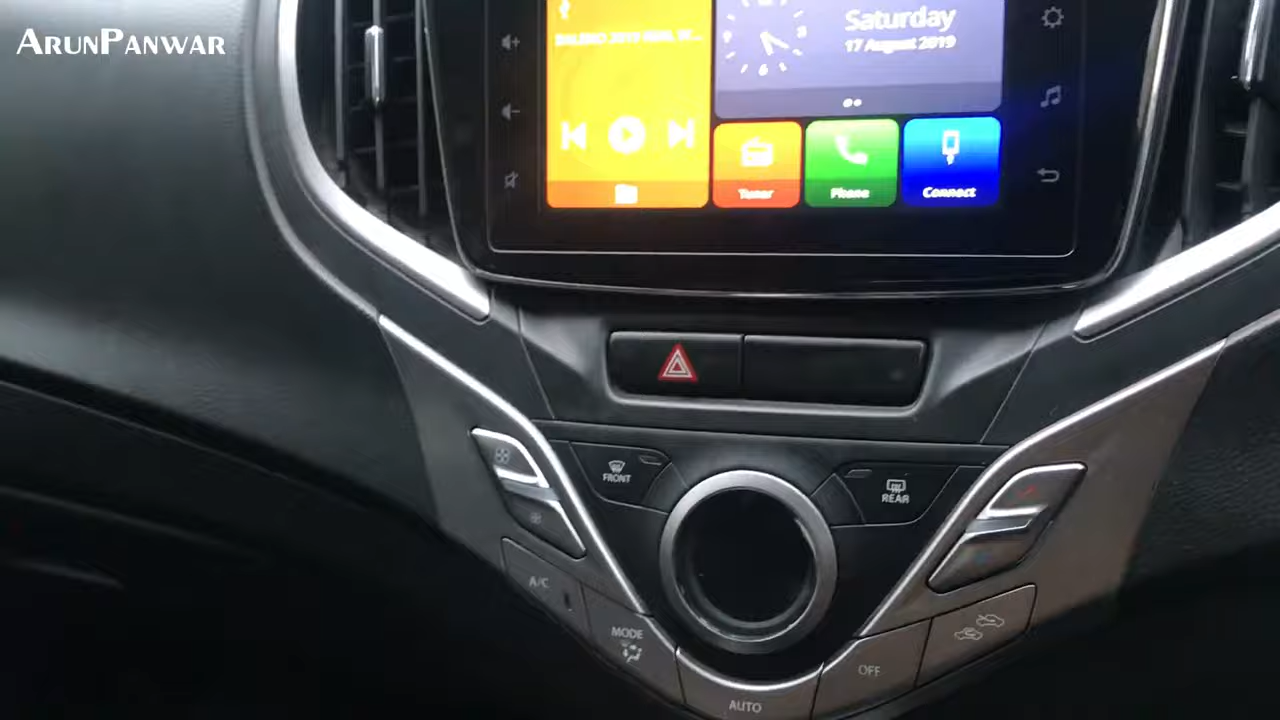 ArunPanwar
Saturday
17 August 2019
Tuner
Phone
Connect
FRONT
REAR
A/C
MODE
OFF
AUTO